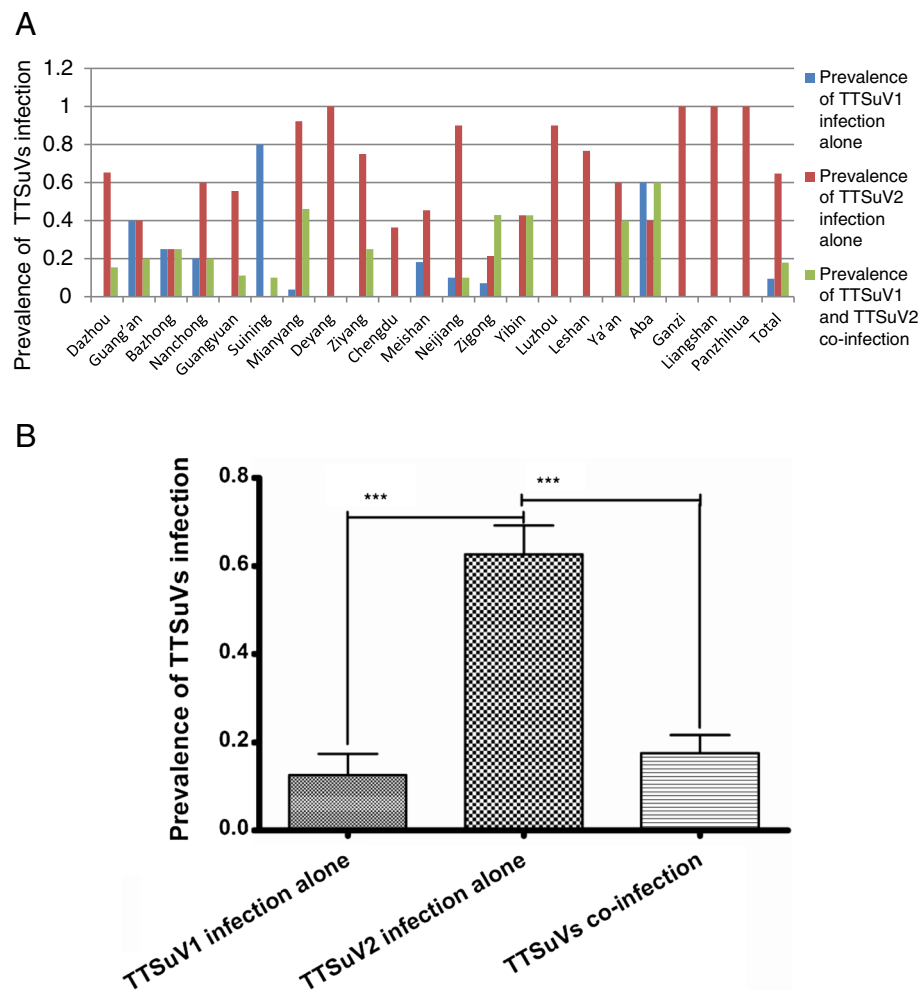 A
Prevalence of TTSuVs infection
1.2
1
0.8
0.6
0.4
0.2
0
Dazhou
Guang'an
Bazhong
Nanchong
Guangyuan
Suining
Mianyang
Deyang
Ziyang
Chengdu
Meishan
Neijiang
Zigong
Yibin
Luzhou
Leshan
Ya'an
Aba
Ganzi
Liangshan
Panzhihua
Total
Prevalence
of TTSuV1
infection
alone
Prevalence
of TTSuV2
infection
alone
Prevalence
of TTSuV1
and TTSuV2
co-infection
B
Prevalence of TTSuVs infection
0.8
0.6
0.4
0.2
0.0
***
***
TTSuV1 infection alone
TTSuV2 infection alone
TTSuVs co-infection